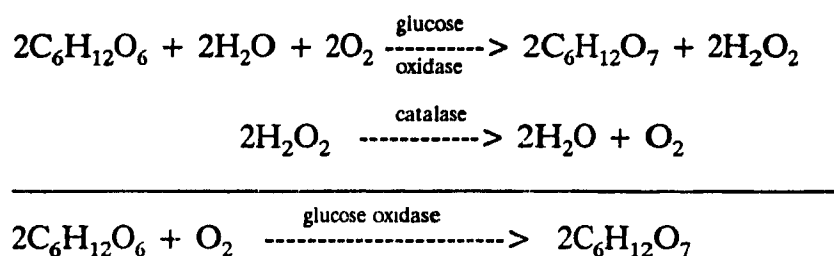 2C₆H₁₂O₆ + 2H₂O + 2O₂ glucose oxidase ----------> 2C₆H₁₂O₇ + 2H₂O₂
2H₂O₂ catalase ------------> 2H₂O + O₂
2C₆H₁₂O₆ + O₂ glucose oxidase -----------------------> 2C₆H₁₂O₇